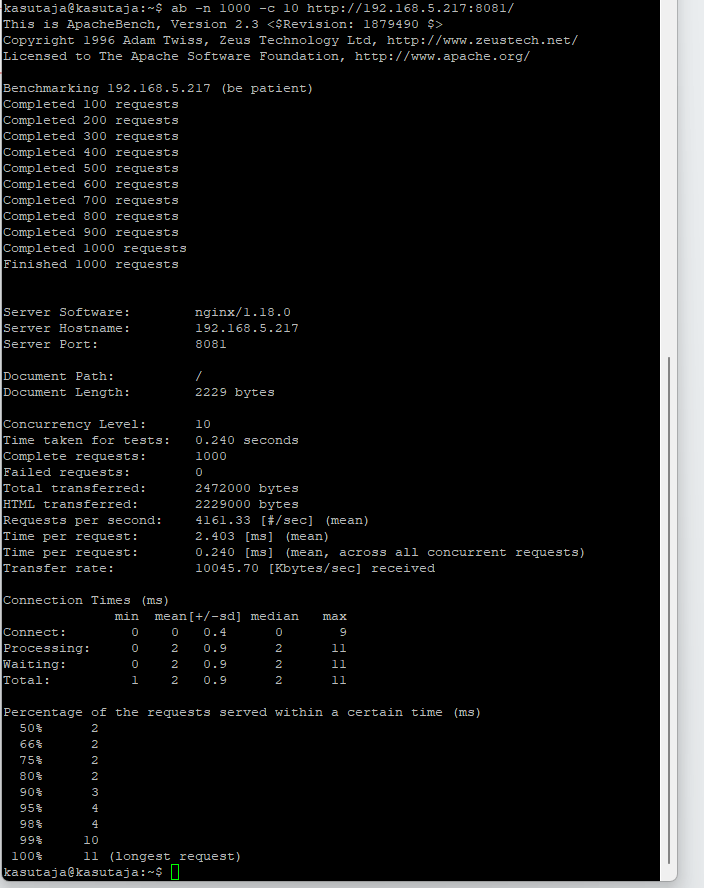 kasutaja@kasutaja:~$ ab -n 1000 -c 10 http://192.168.5.217:8081/
This is ApacheBench, Version 2.3 <$Revision: 1879490 $>
Copyright 1996 Adam Twiss, Zeus Technology Ltd, http://www.zeustech.net/
Licensed to The Apache Software Foundation, http://www.apache.org/

Benchmarking 192.168.5.217 (be patient)
Completed 100 requests
Completed 200 requests
Completed 300 requests
Completed 400 requests
Completed 500 requests
Completed 600 requests
Completed 700 requests
Completed 800 requests
Completed 900 requests
Completed 1000 requests
Finished 1000 requests


Server Software:        nginx/1.18.0
Server Hostname:        192.168.5.217
Server Port:            8081

Document Path:          /
Document Length:        2229 bytes

Concurrency Level:      10
Time taken for tests:   0.240 seconds
Complete requests:      1000
Failed requests:        0
Total transferred:      2472000 bytes
HTML transferred:       2229000 bytes
Requests per second:    4161.33 [#/sec] (mean)
Time per request:       2.403 [ms] (mean)
Time per request:       0.240 [ms] (mean, across all concurrent requests)
Transfer rate:          10045.70 [Kbytes/sec] received

Connection Times (ms)
              min  mean[+/-sd] median   max
Connect:        0    0   0.4      0       9
Processing:     0    2   0.9      2      11
Waiting:        0    2   0.9      2      11
Total:          1    2   0.9      2      11

Percentage of the requests served within a certain time (ms)
  50%      2
  66%      2
  75%      2
  80%      2
  90%      3
  95%      4
  98%      4
  99%     10
 100%     11 (longest request)
kasutaja@kasutaja:~$